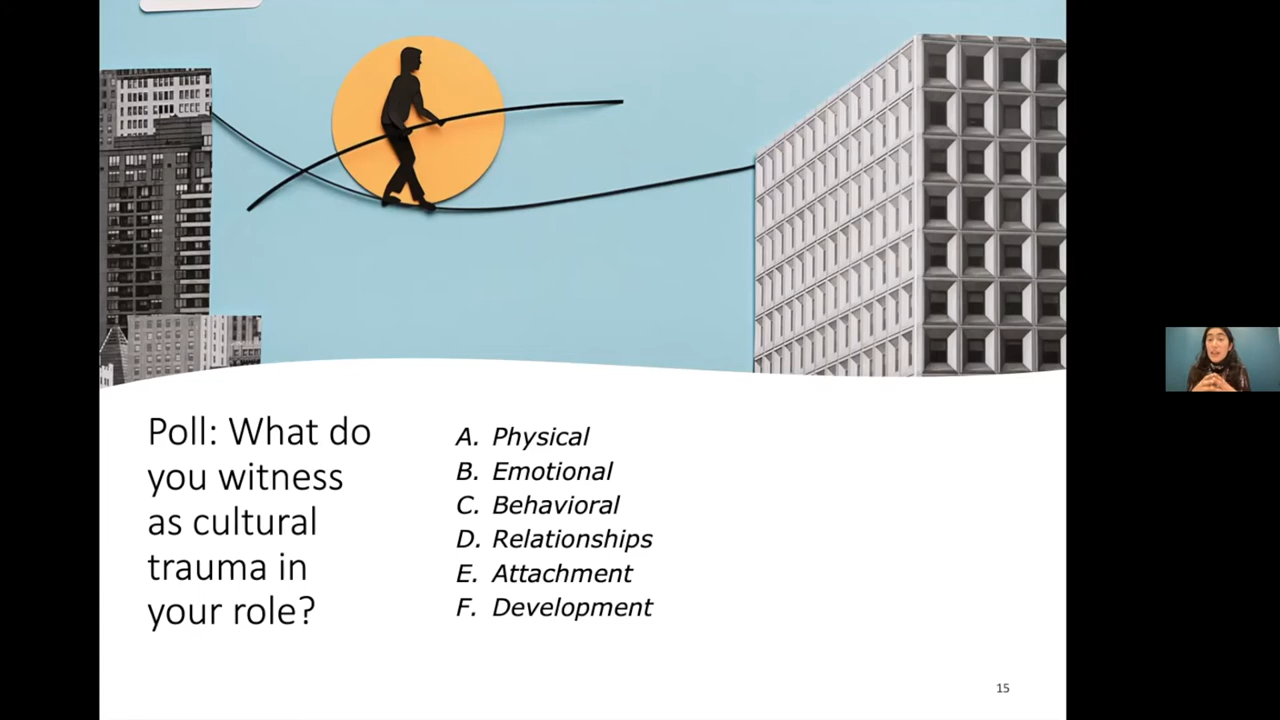 Poll: What do
you witness
as cultural
trauma in
your role?
A. Physical
B. Emotional
C. Behavioral
D. Relationships
E. Attachment
F. Development
15